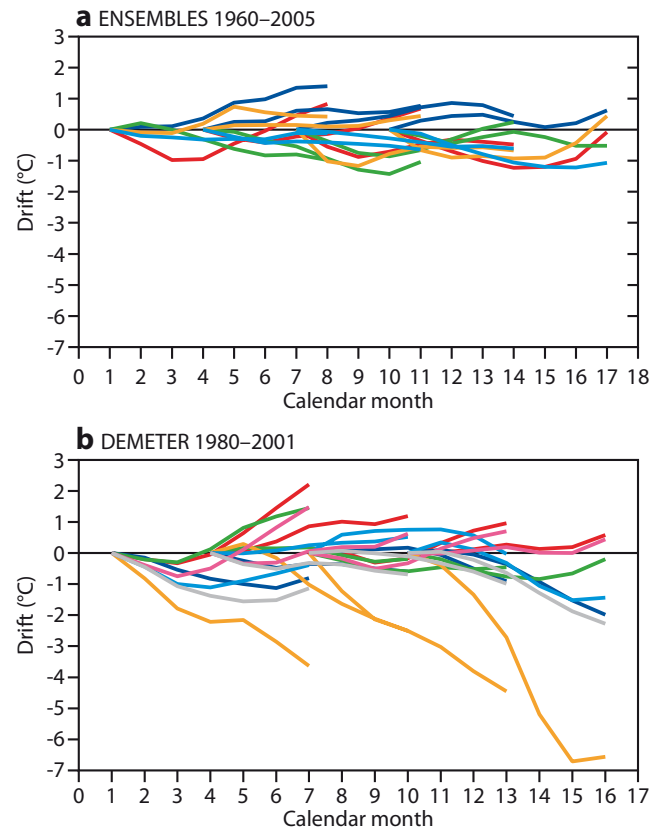 a ENSEMBLES 1960–2005
3
2
1
0
-1
-2
-3
-4
-5
-6
-7
Drift (°C)
0 1 2 3 4 5 6 7 8 9 10 11 12 13 14 15 16 17 18
Calendar month
b DEMETER 1980–2001
3
2
1
0
-1
-2
-3
-4
-5
-6
-7
Drift (°C)
0 1 2 3 4 5 6 7 8 9 10 11 12 13 14 15 16 17
Calendar month